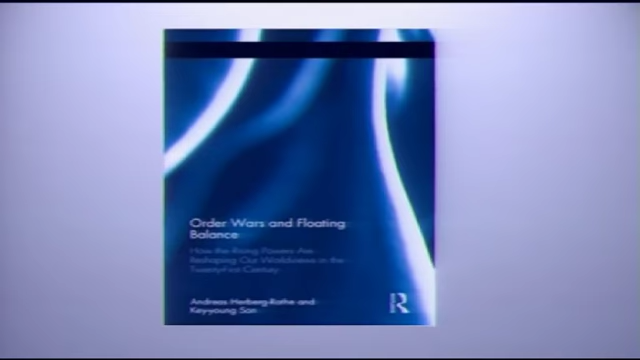 Order Wars and Floating
Balance
How the Rising Powers Are
Reshaping Our Worldviews in the
Twenty-First Century
Andreas Herberg-Rothe and
Key-young Son
R